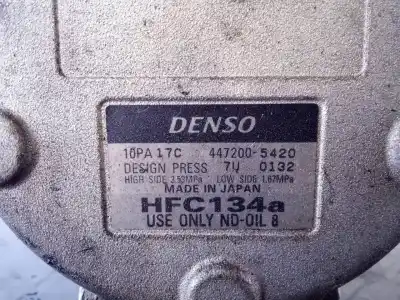 DENSO
10PA17C 447200-5420
DESIGN PRESS 7U 0132
HIGH SIDE 3.53MPa LOW SIDE 1.67MPa
MADE IN JAPAN
HFC134a
USE ONLY ND-OIL 8